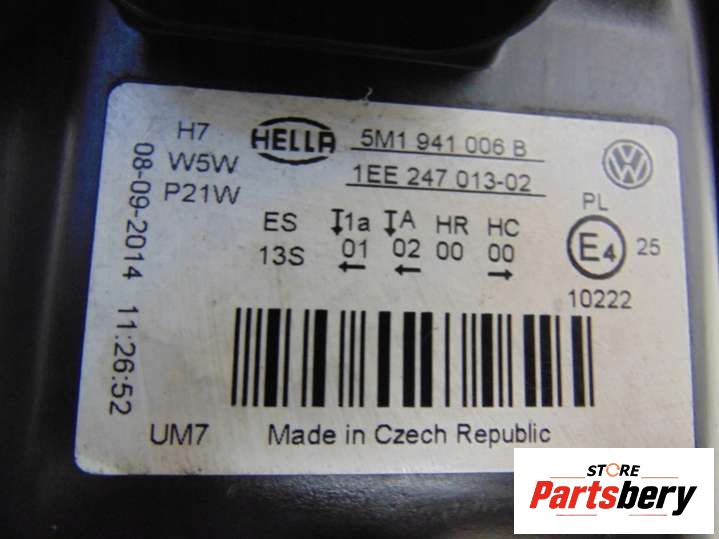 H7
W5W
P21W
HELLA
5M1 941 006 B
1EE 247 013-02
VW
08-09-2014 11:26:52
ES 1a A HR HC
13S 01 02 00 00
PL
E4 25
10222
UM7 Made in Czech Republic
STORE
Partsbery